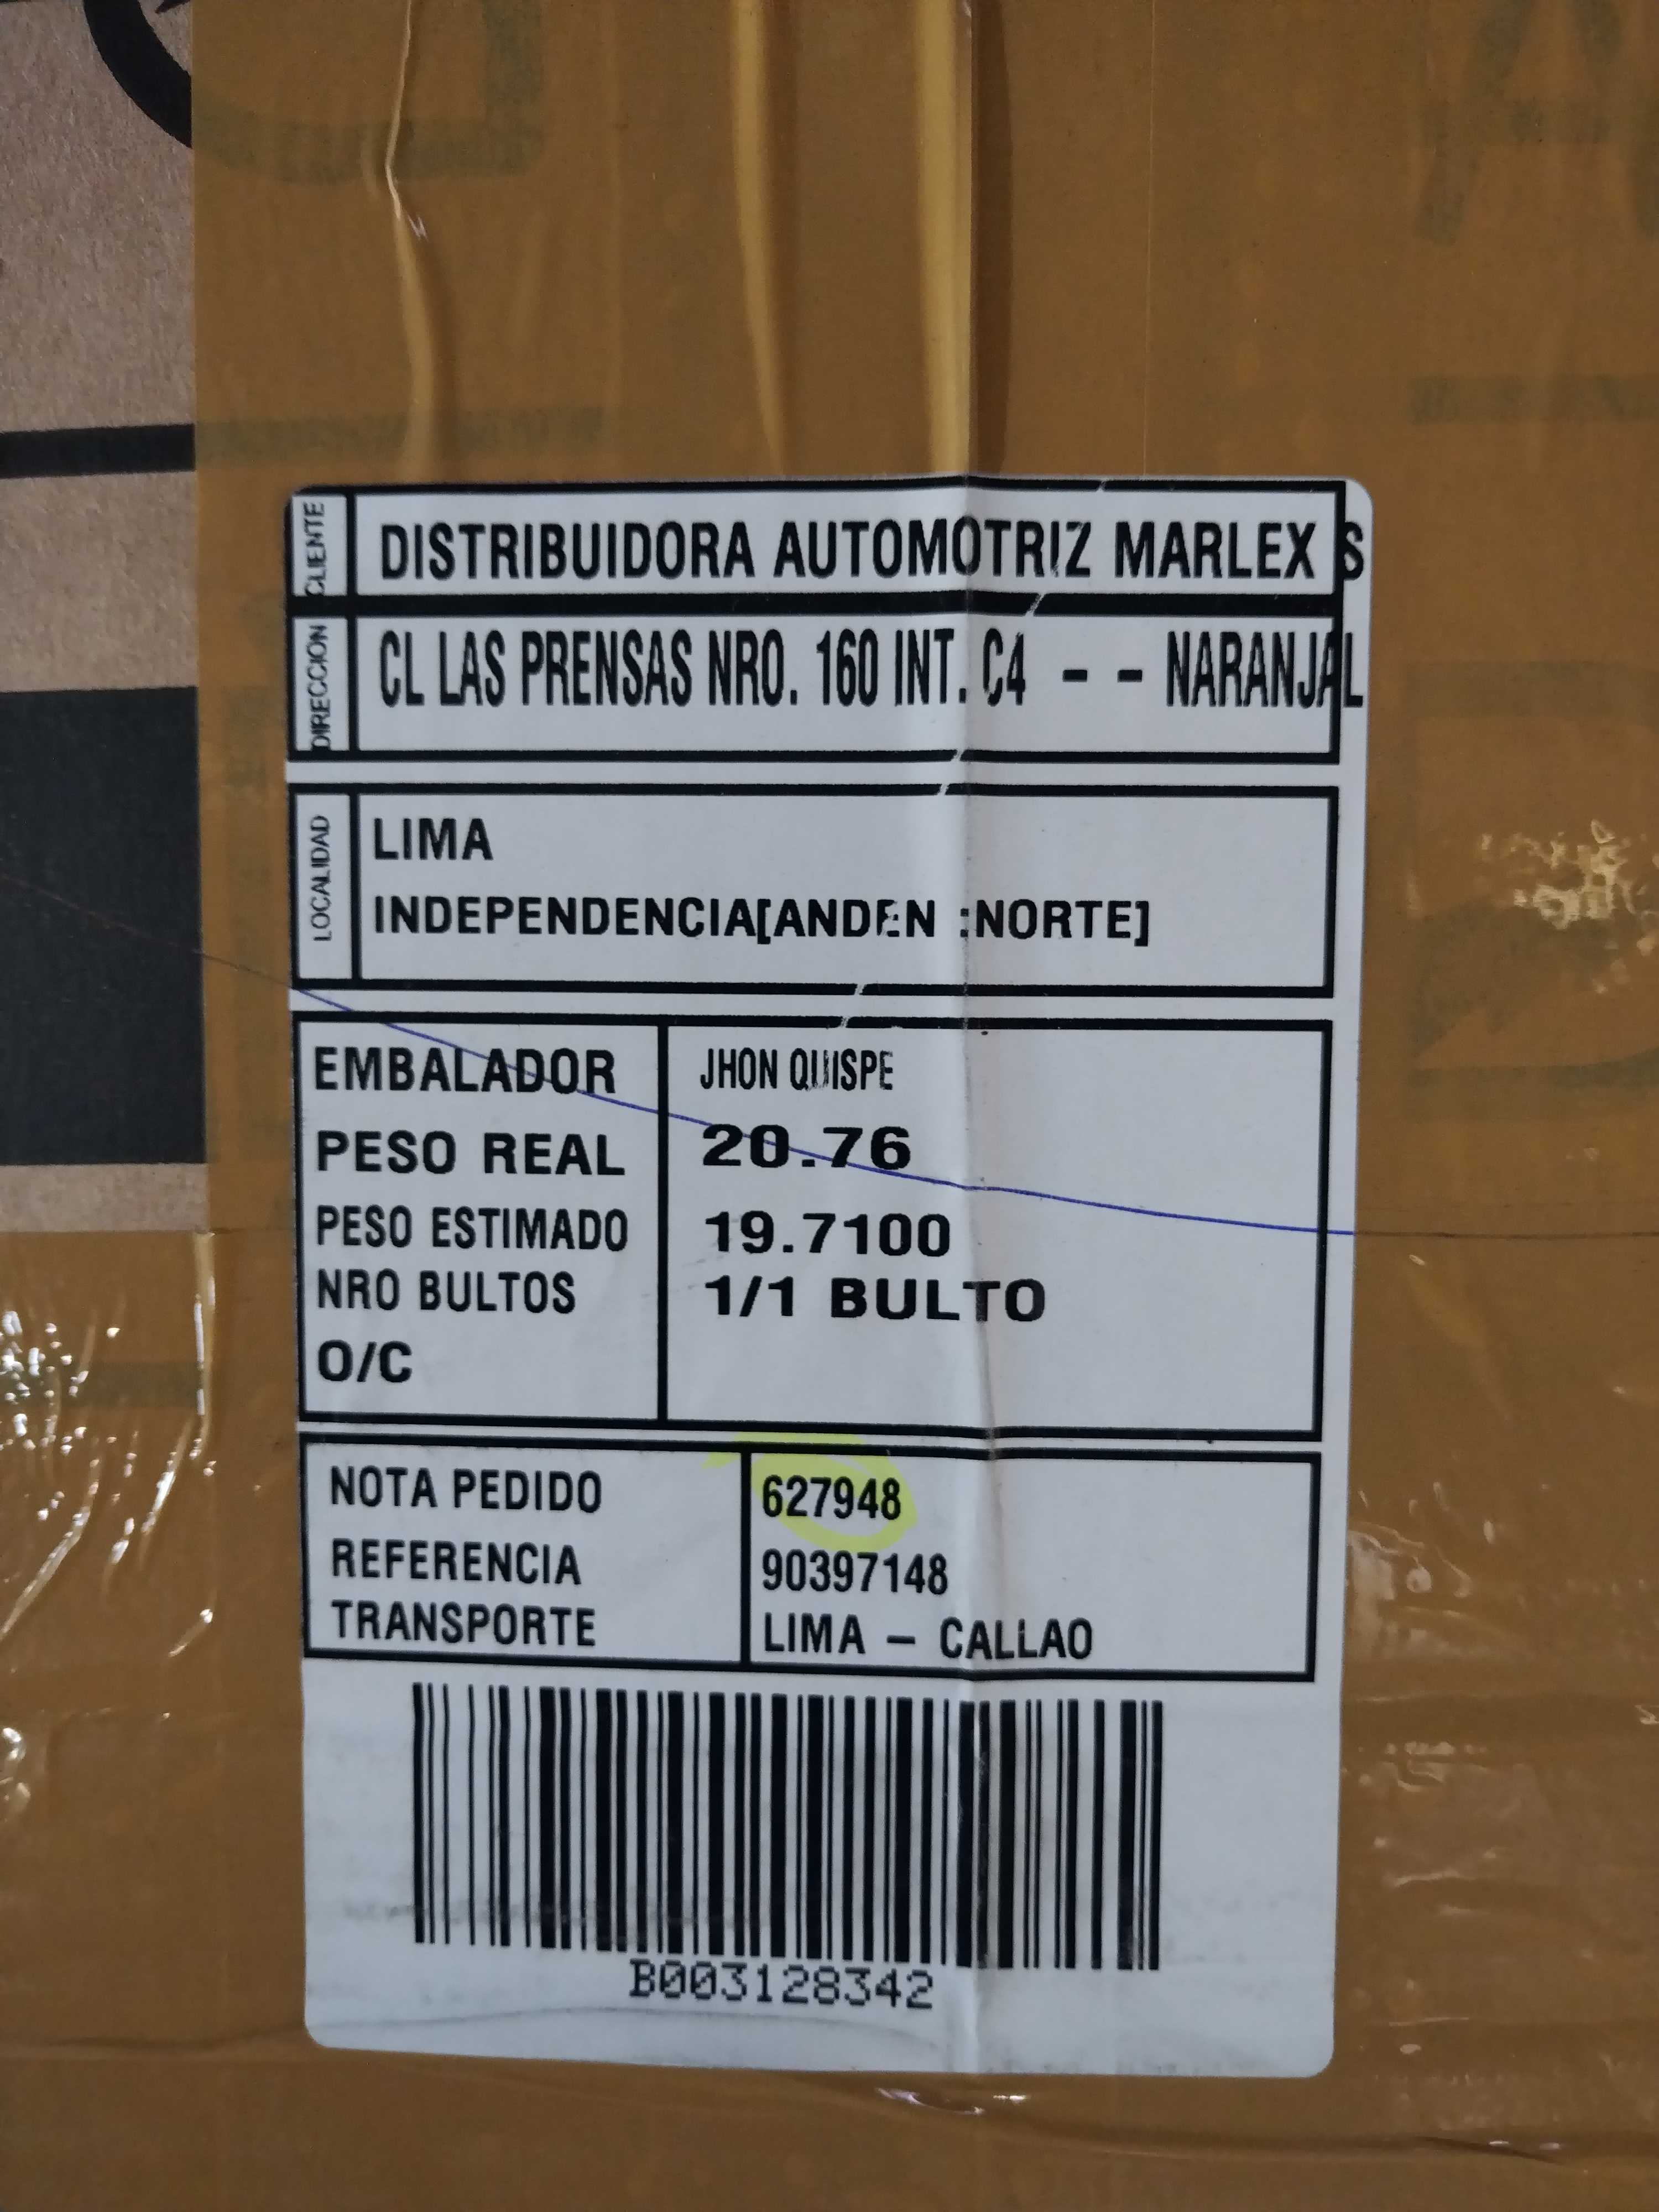 CLIENTE DISTRIBUIDORA AUTOMOTRIZ MARLEX S
DIRECCION CL LAS PRENSAS NRO. 160 INT. C4 - - NARANJAL
LOCALIDAD LIMA
INDEPENDENCIA[ANDEN :NORTE]
EMBALADOR JHON QUISPE
PESO REAL 20.76
PESO ESTIMADO 19.7100
NRO BULTOS 1/1 BULTO
O/C
NOTA PEDIDO 627948
REFERENCIA 90397148
TRANSPORTE LIMA - CALLAO
B003128342